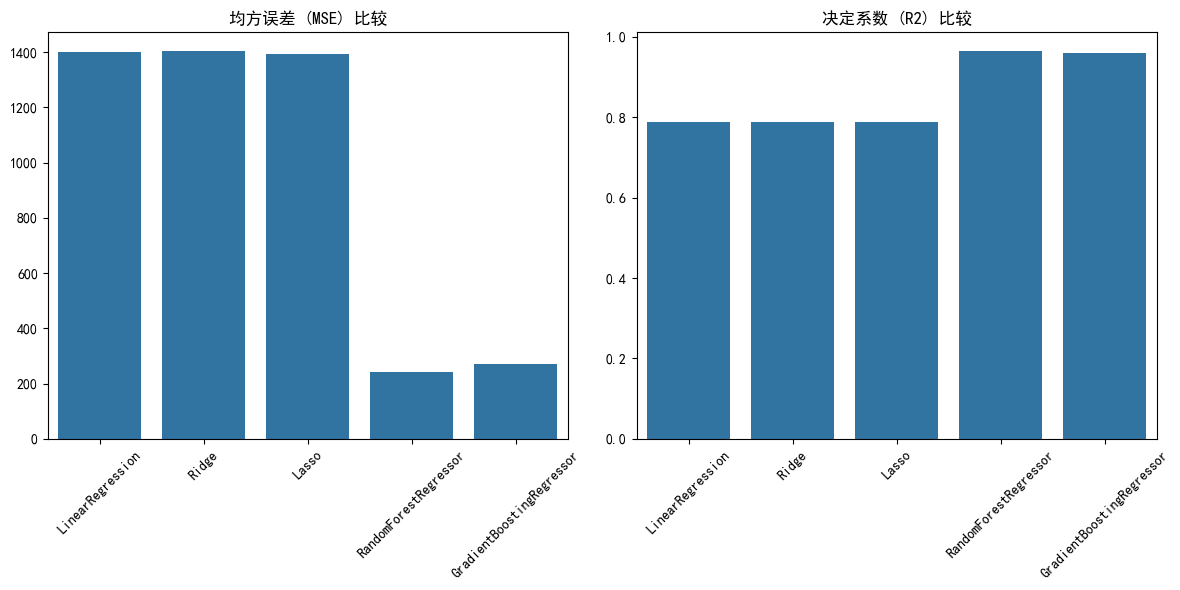 均方误差 (MSE) 比较
1400
1200
1000
800
600
400
200
0
LinearRegression
Ridge
Lasso
RandomForestRegressor
GradientBoostingRegressor
决定系数 (R2) 比较
1.0
0.8
0.6
0.4
0.2
0.0
LinearRegression
Ridge
Lasso
RandomForestRegressor
GradientBoostingRegressor